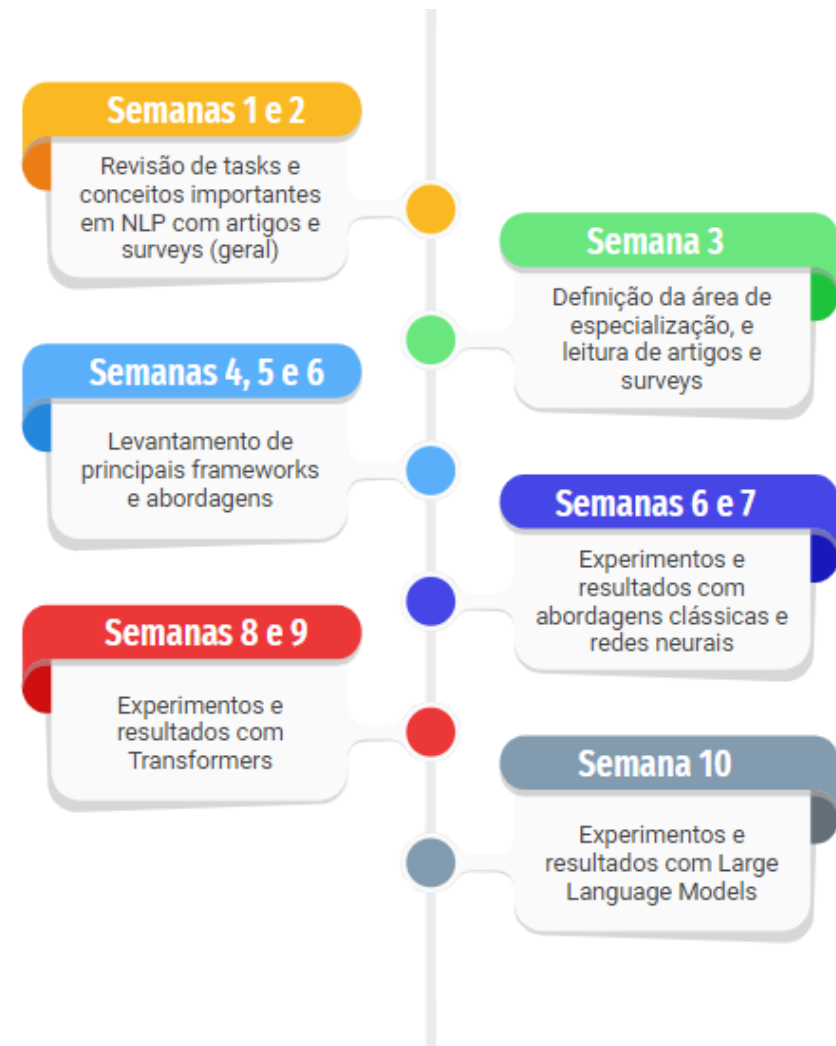 Semanas 1 e 2
Revisão de tasks e
conceitos importantes
em NLP com artigos e
surveys (geral)
Semana 3
Definição da área de
especialização, e
leitura de artigos e
surveys
Semanas 4, 5 e 6
Levantamento de
principais frameworks
e abordagens
Semanas 6 e 7
Experimentos e
resultados com
abordagens clássicas e
redes neurais
Semanas 8 e 9
Experimentos e
resultados com
Transformers
Semana 10
Experimentos e
resultados com Large
Language Models